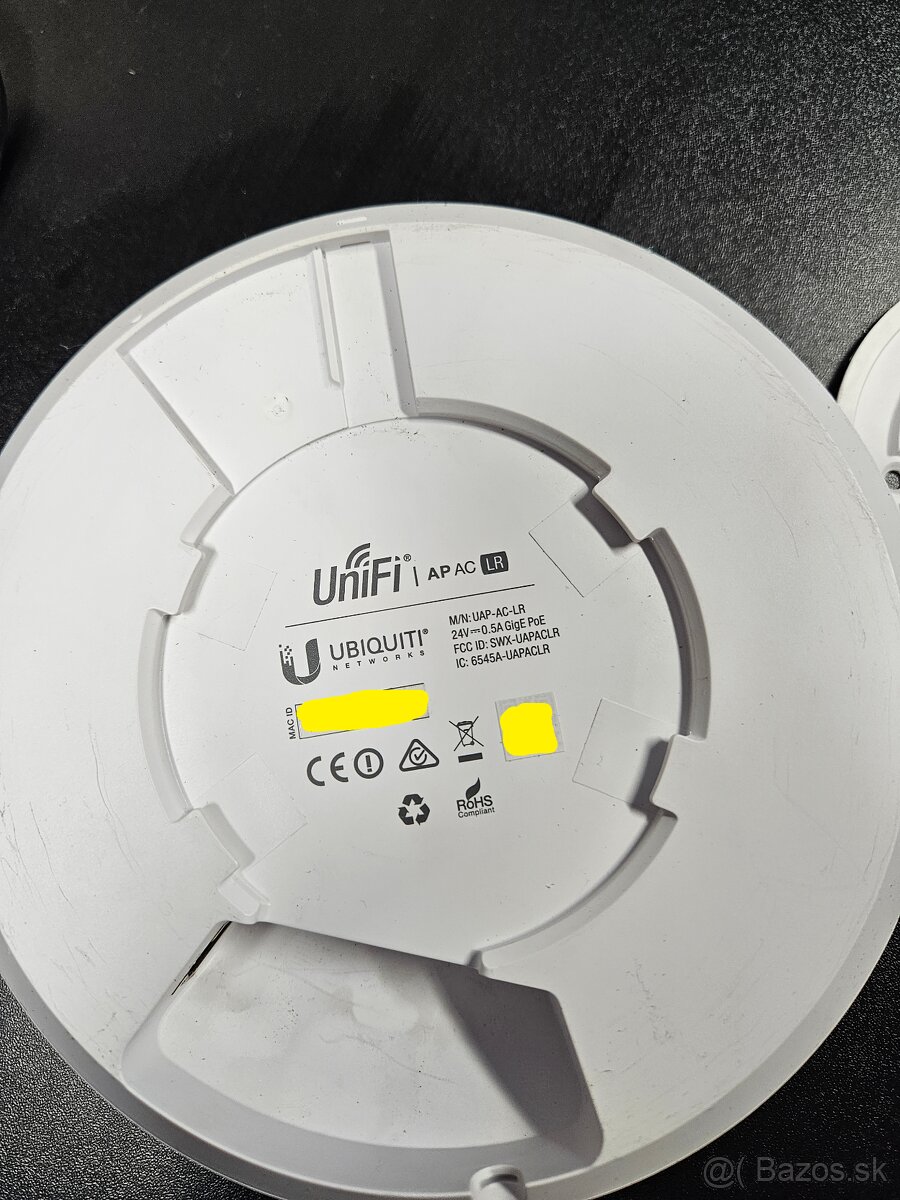 UniFi® | AP AC LR
UBIQUITI®
NETWORKS
M/N: UAP-AC-LR
24V⎓0.5A GigE PoE
FCC ID: SWX-UAPACLR
IC: 6545A-UAPACLR
MAC ID
CE
RoHS
Compliant
@( Bazos.sk